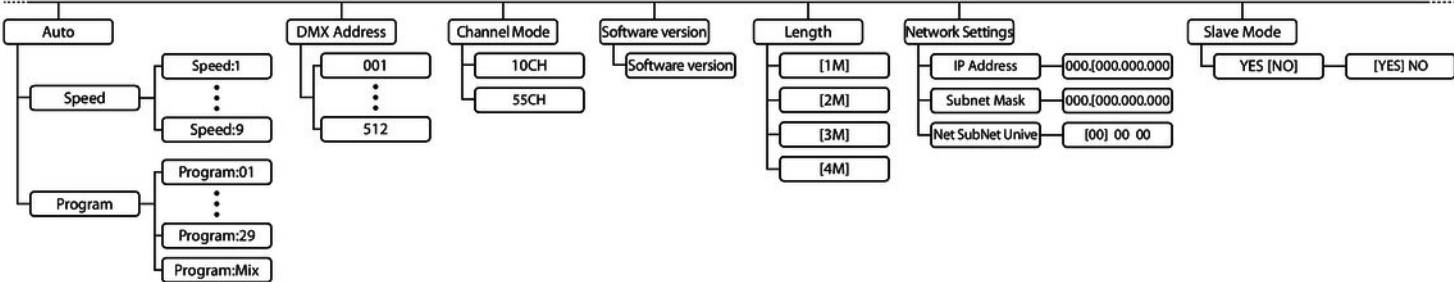 Auto
Speed
Speed:1
Speed:9
Program
Program:01
Program:29
Program:Mix
DMX Address
001
512
Channel Mode
10CH
55CH
Software version
Software version
Length
[1M]
[2M]
[3M]
[4M]
Network Settings
IP Address
000.[000.000.000
Subnet Mask
000.[000.000.000
Net SubNet Unive
[00] 00 00
Slave Mode
YES [NO]
[YES] NO